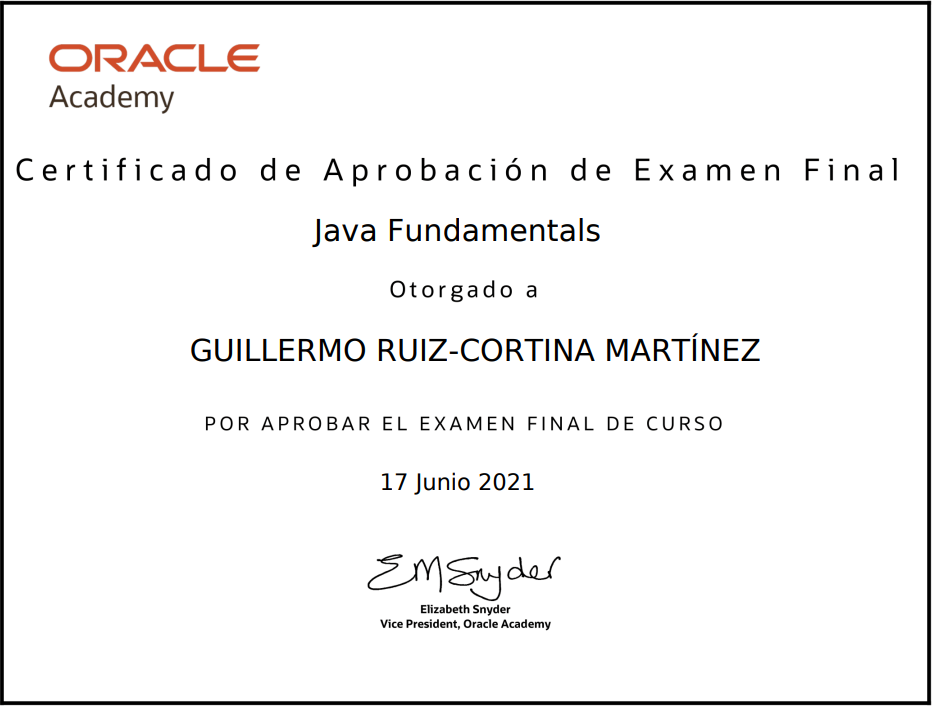 ORACLE
Academy
Certificado de Aprobación de Examen Final
Java Fundamentals
Otorgado a
GUILLERMO RUIZ-CORTINA MARTÍNEZ
POR APROBAR EL EXAMEN FINAL DE CURSO
17 Junio 2021
EMSnyder
Elizabeth Snyder
Vice President, Oracle Academy